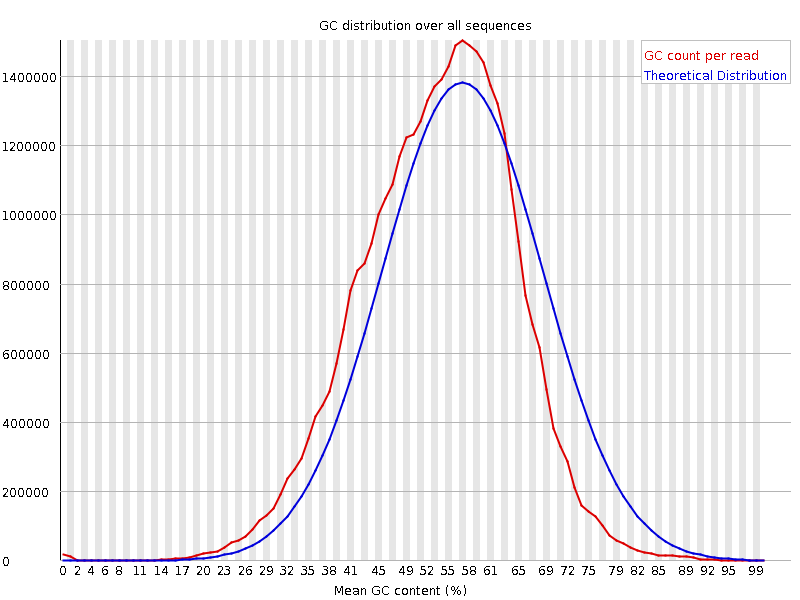 GC distribution over all sequences
GC count per read
Theoretical Distribution
1400000
1200000
1000000
800000
600000
400000
200000
0
0 2 4 6 8 11 14 17 20 23 26 29 32 35 38 41 45 49 52 55 58 61 65 69 72 75 79 82 85 89 92 95 99
Mean GC content (%)